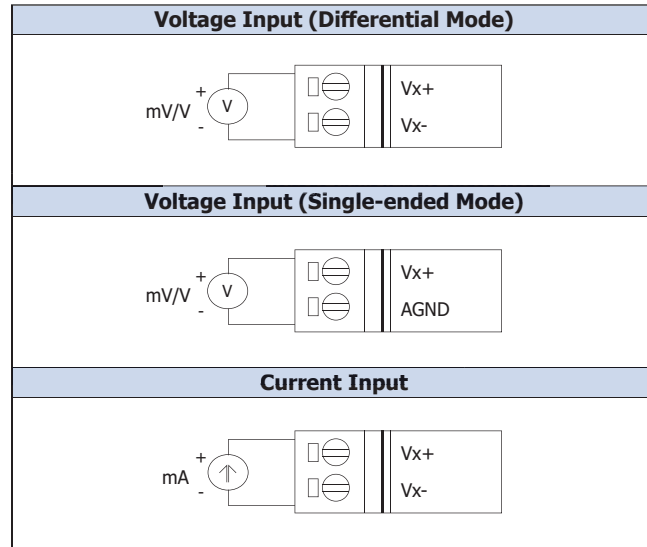 Voltage Input (Differential Mode)
+
mV/V
V
-
Vx+
Vx-
Voltage Input (Single-ended Mode)
+
mV/V
V
-
Vx+
AGND
Current Input
+
mA
-
Vx+
Vx-